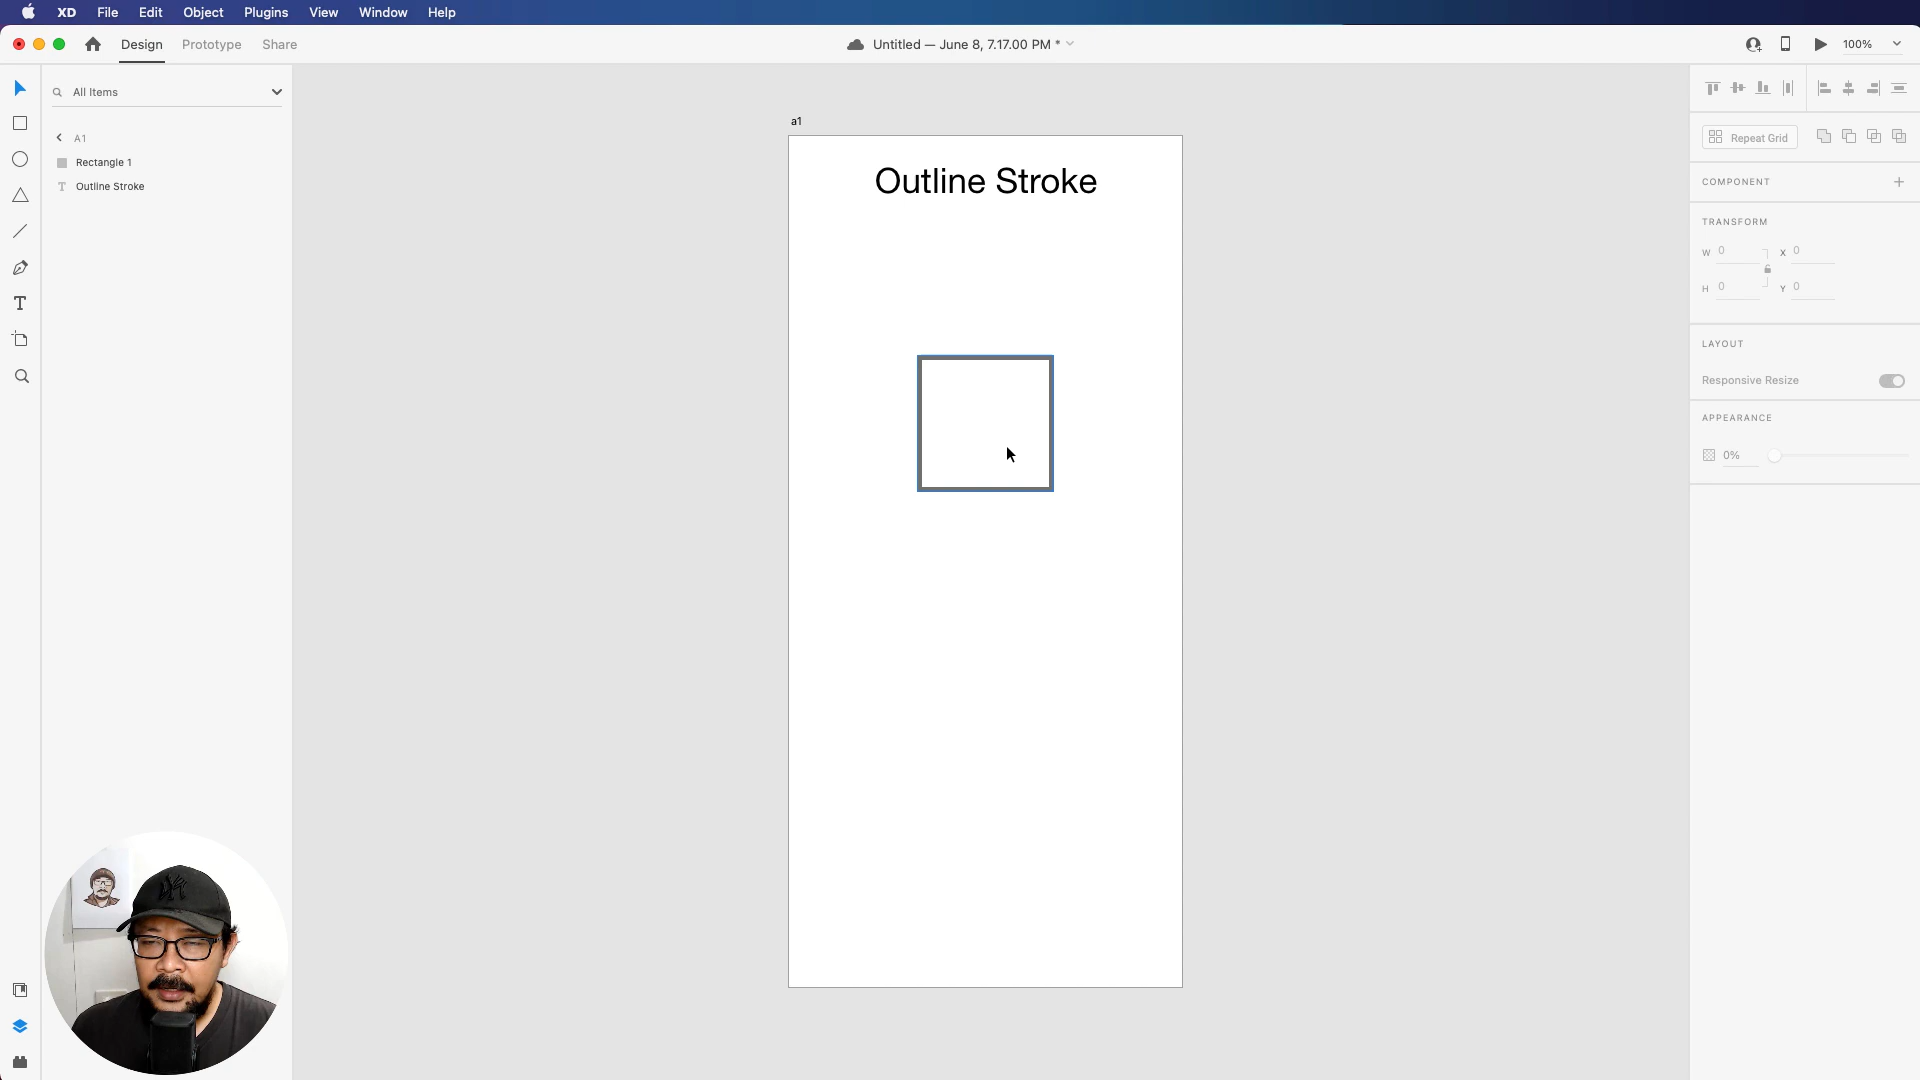 XD File Edit Object Plugins View Window Help
Design Prototype Share
Untitled — June 8, 7.17.00 PM *
100%
All Items
A1
Rectangle 1
T Outline Stroke
a1
Outline Stroke
Repeat Grid
COMPONENT
TRANSFORM
W 0 X 0
H 0 Y 0
LAYOUT
Responsive Resize
APPEARANCE
0%